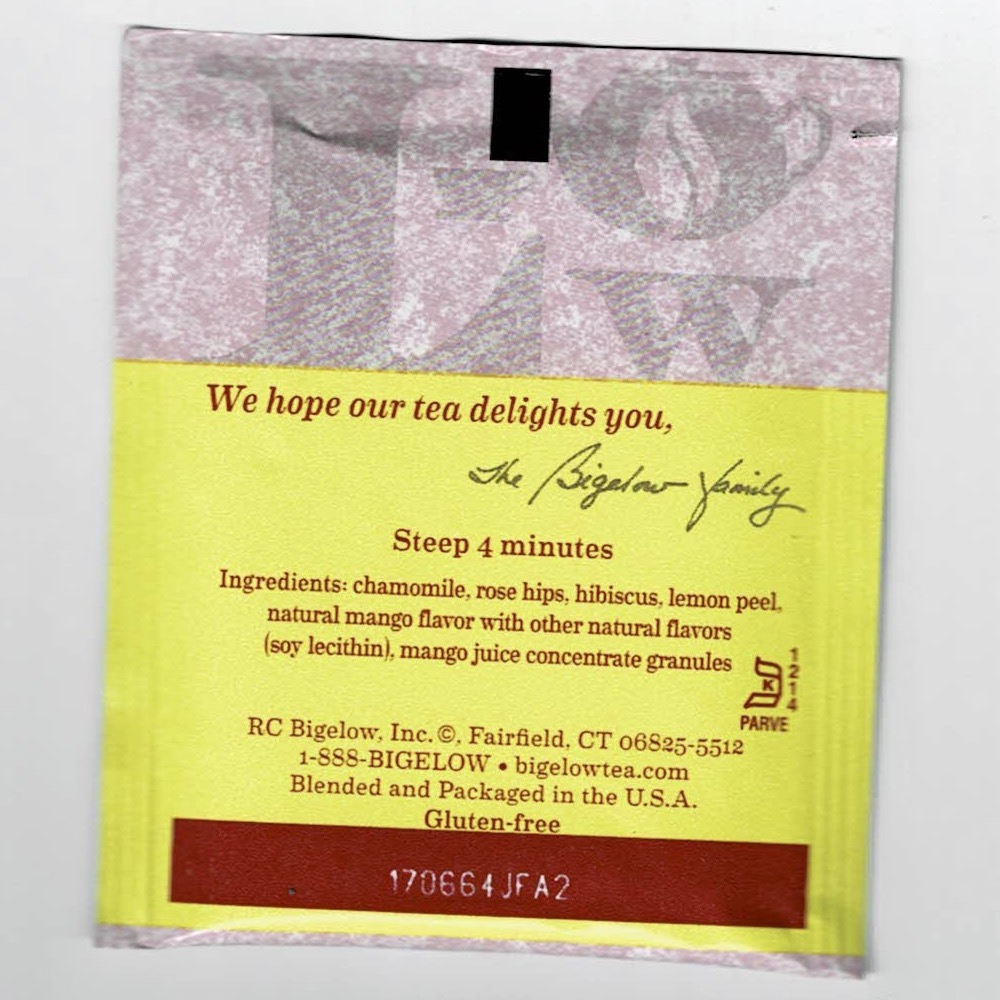 We hope our tea delights you,
The Bigelow Family
Steep 4 minutes
Ingredients: chamomile, rose hips, hibiscus, lemon peel,
natural mango flavor with other natural flavors
(soy lecithin), mango juice concentrate granules
K
1214
PARVE
RC Bigelow, Inc. ©, Fairfield, CT 06825-5512
1-888-BIGELOW • bigelowtea.com
Blended and Packaged in the U.S.A.
Gluten-free
170664JFA2